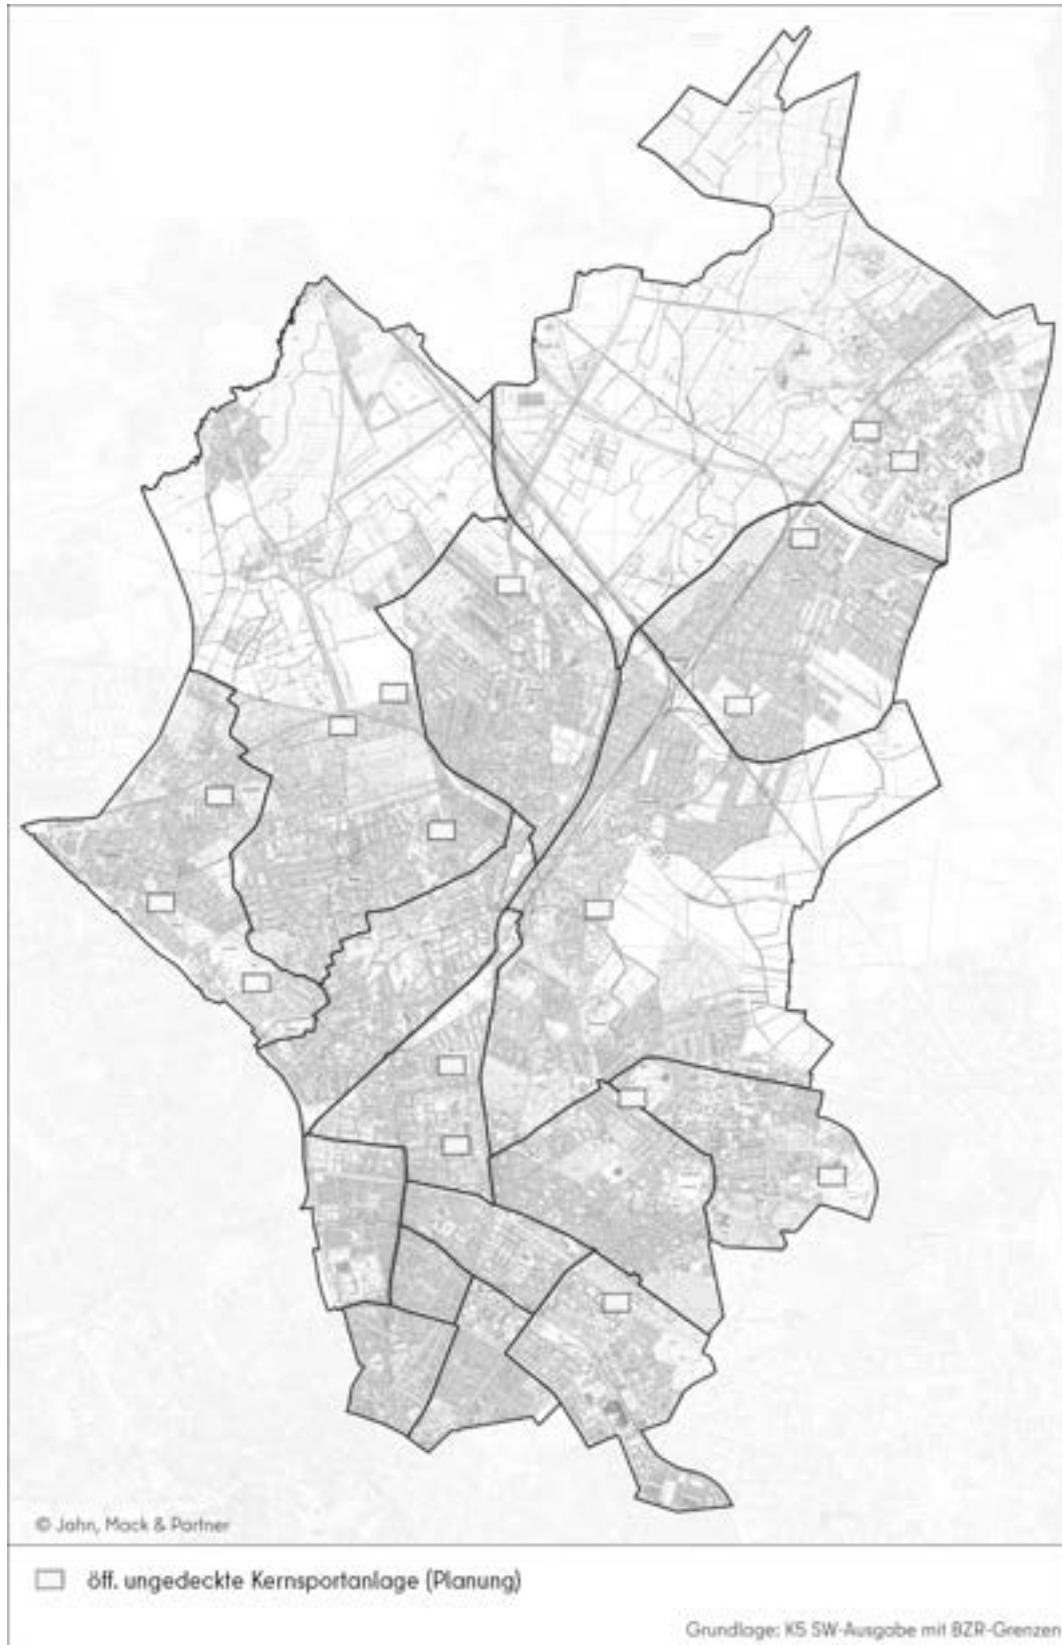 © Jahn, Mack & Partner
öff. ungedeckte Kernsportanlage (Planung)
Grundlage: K5 SW-Ausgabe mit BZR-Grenzen